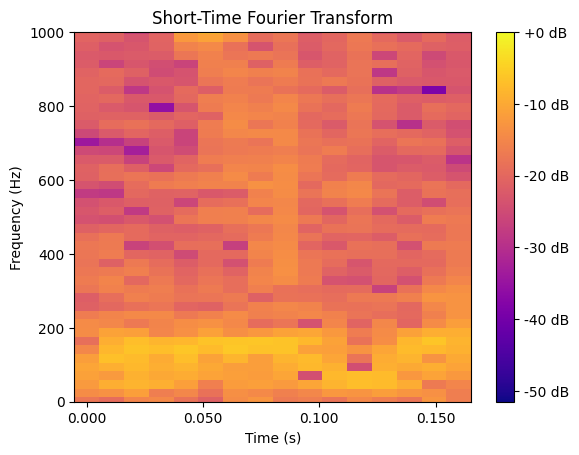 Short-Time Fourier Transform
1000
800
600
400
200
0
Frequency (Hz)
0.000
0.050
0.100
0.150
Time (s)
+0 dB
-10 dB
-20 dB
-30 dB
-40 dB
-50 dB